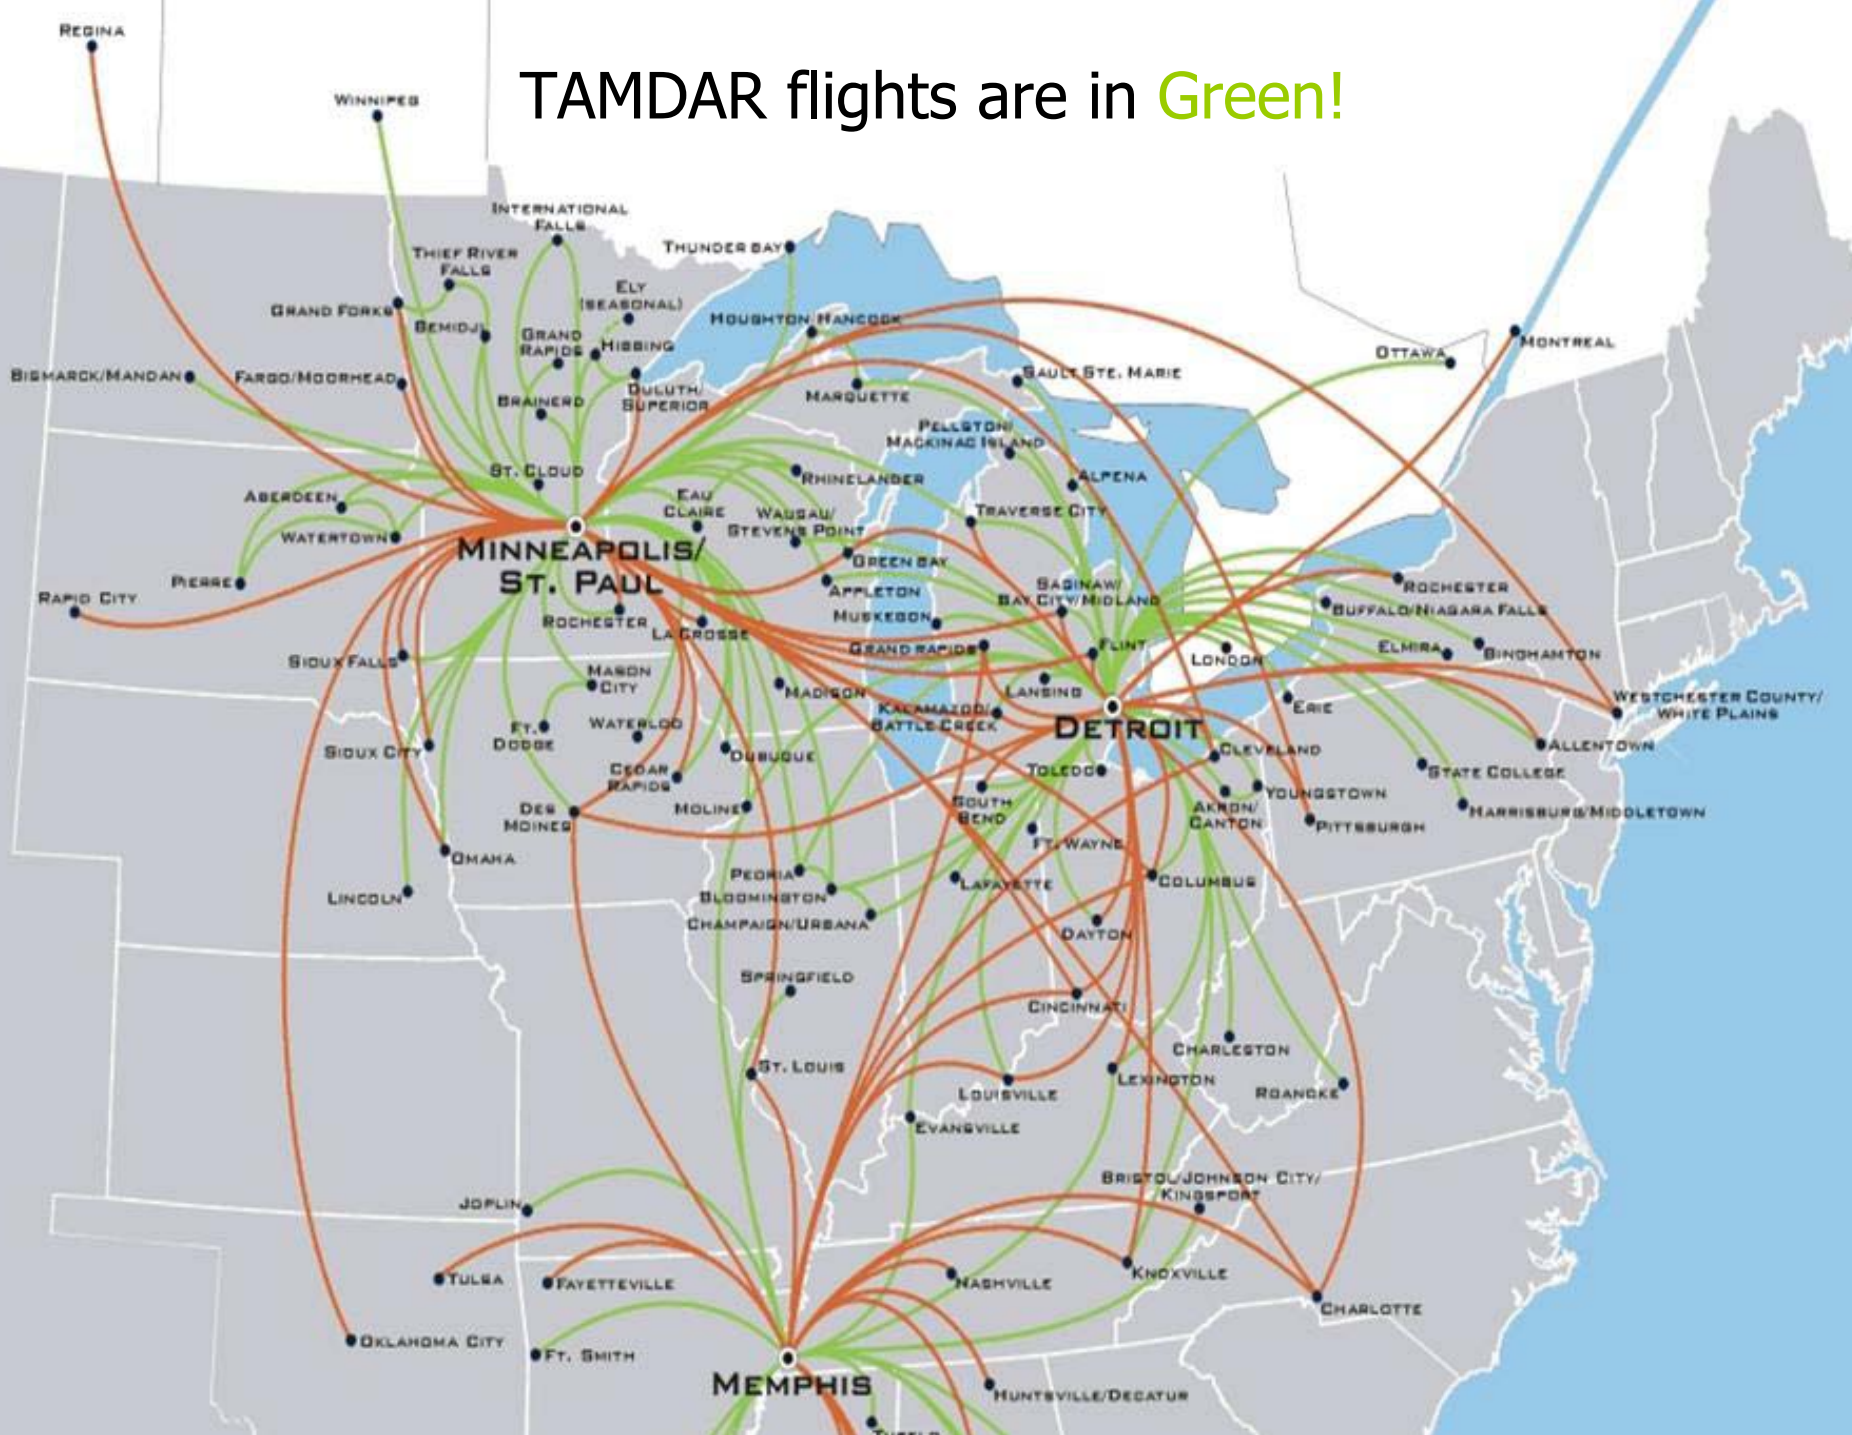 REGINA
WINNIPEG
TAMDAR flights are in Green!
INTERNATIONAL
FALLS
THUNDER BAY
THIEF RIVER
FALLS
ELY
(SEASONAL)
GRAND FORKS
BEMIDJI
GRAND
RAPIDS
HIBBING
HOUGHTON HANCOCK
MONTREAL
OTTAWA
BISMARCK/MANDAN
FARGO/MOORHEAD
DULUTH/
SUPERIOR
BRAINERD
MARQUETTE
SAULT STE. MARIE
PELLSTON/
MACKINAC ISLAND
ST. CLOUD
RHINELANDER
ALPENA
ABERDEEN
EAU
CLAIRE
WAUSAU/
STEVENS POINT
TRAVERSE CITY
WATERTOWN
MINNEAPOLIS/
ST. PAUL
GREEN BAY
PIERRE
APPLETON
SAGINAW/
BAY CITY/MIDLAND
ROCHESTER
RAPID CITY
ROCHESTER
LA CROSSE
MUSKEGON
BUFFALO/NIAGARA FALLS
GRAND RAPIDS
FLINT
LONDON
ELMIRA
BINGHAMTON
SIOUX FALLS
MASON
CITY
MADISON
LANSING
KALAMAZOO/
BATTLE CREEK
DETROIT
ERIE
WESTCHESTER COUNTY/
WHITE PLAINS
FT.
DODGE
WATERLOO
SIOUX CITY
DUBUQUE
CLEVELAND
ALLENTOWN
CEDAR
RAPIDS
TOLEDO
STATE COLLEGE
DES
MOINES
MOLINE
SOUTH
BEND
AKRON/
CANTON
YOUNGSTOWN
HARRISBURG/MIDDLETOWN
PITTSBURGH
OMAHA
FT. WAYNE
PEORIA
LAFAYETTE
COLUMBUS
LINCOLN
BLOOMINGTON
CHAMPAIGN/URBANA
DAYTON
SPRINGFIELD
CINCINNATI
CHARLESTON
ST. LOUIS
LOUISVILLE
LEXINGTON
ROANOKE
EVANSVILLE
BRISTOL/JOHNSON CITY/
KINGSPORT
JOPLIN
TULSA
FAYETTEVILLE
NASHVILLE
KNOXVILLE
CHARLOTTE
OKLAHOMA CITY
FT. SMITH
MEMPHIS
HUNTSVILLE/DECATUR